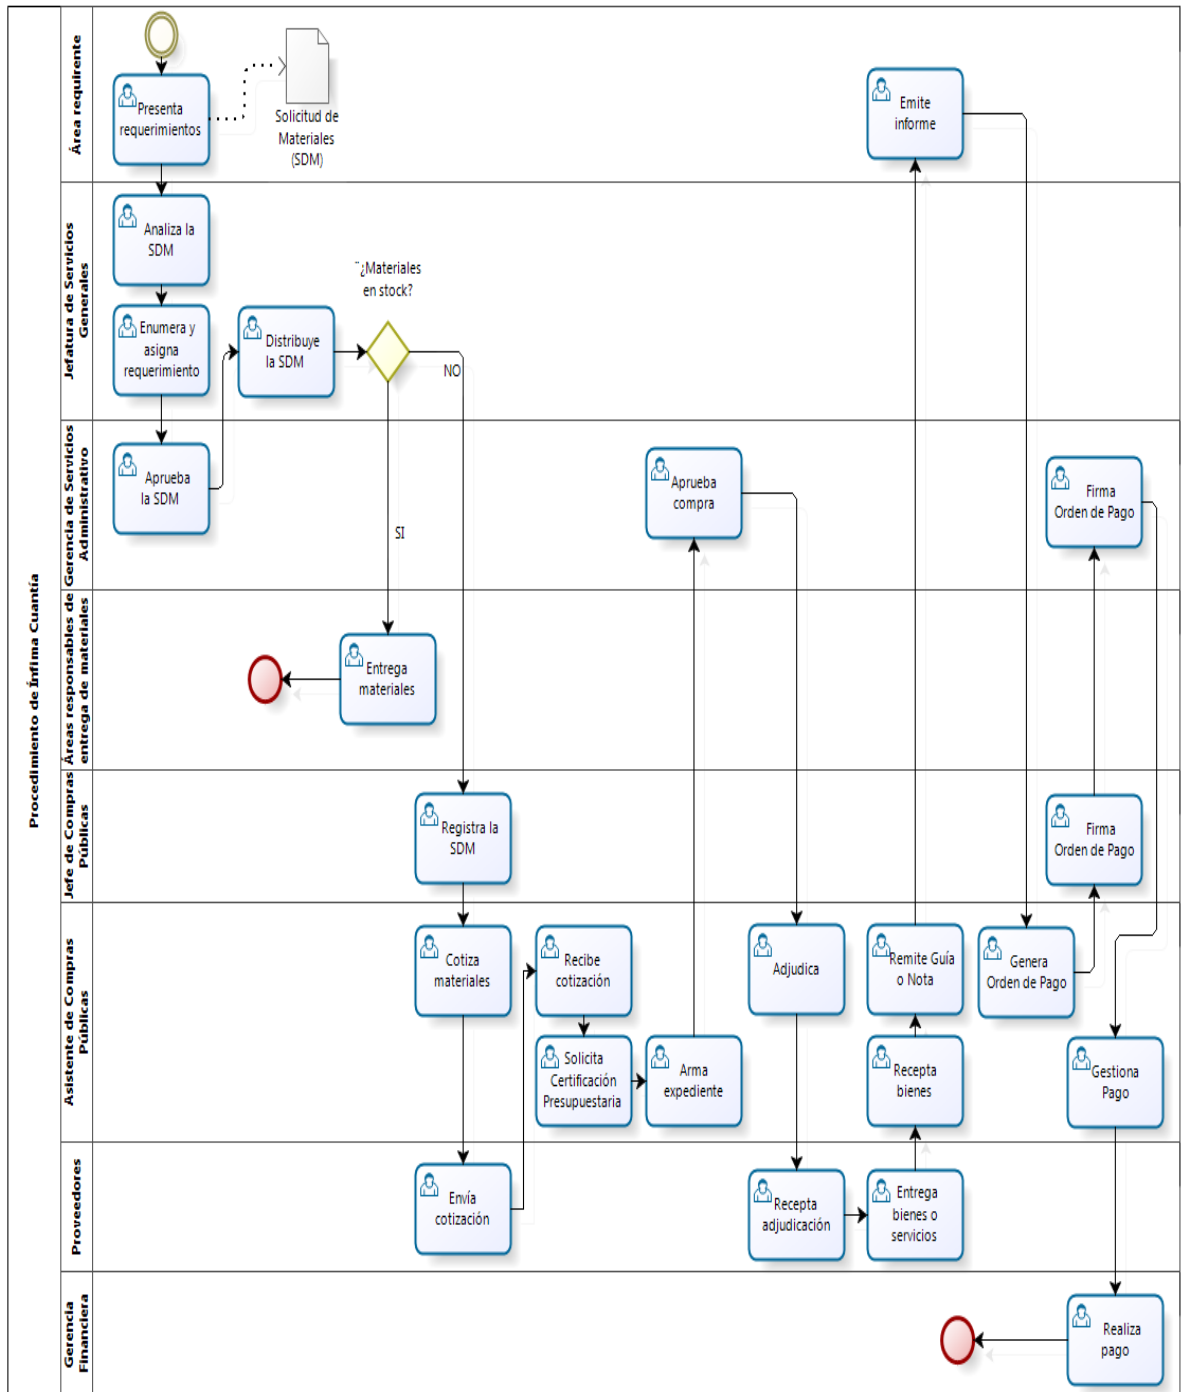 Procedimiento de Ínfima Cuantía
Área requirente
Presenta
requerimientos
Solicitud de
Materiales
(SDM)
Emite
informe
Jefatura de Servicios
Generales
Analiza la
SDM
Enumera y
asigna
requerimiento
Distribuye
la SDM
¨¿Materiales
en stock?
NO
SI
Gerencia de Servicios
Administrativo
Aprueba
la SDM
Aprueba
compra
Firma
Orden de Pago
Áreas responsables de
entrega de materiales
Entrega
materiales
Jefe de Compras
Públicas
Registra la
SDM
Firma
Orden de Pago
Asistente de Compras
Públicas
Cotiza
materiales
Recibe
cotización
Solicita
Certificación
Presupuestaria
Arma
expediente
Adjudica
Remite Guía
o Nota
Recepta
bienes
Genera
Orden de Pago
Gestiona
Pago
Proveedores
Envía
cotización
Recepta
adjudicación
Entrega
bienes o
servicios
Gerencia
Financiera
Realiza
pago